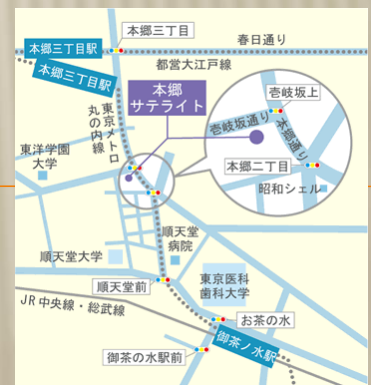 本郷三丁目
本郷三丁目駅
春日通り
本郷三丁目駅
都営大江戸線
本郷
サテライト
東京メトロ
丸の内線
壱岐坂上
壱岐坂通り
本郷通り
本郷二丁目
昭和シェル
東洋学園
大学
順天堂
病院
順天堂大学
順天堂前
東京医科
歯科大学
JR中央線・総武線
お茶の水
御茶ノ水駅
御茶の水駅前